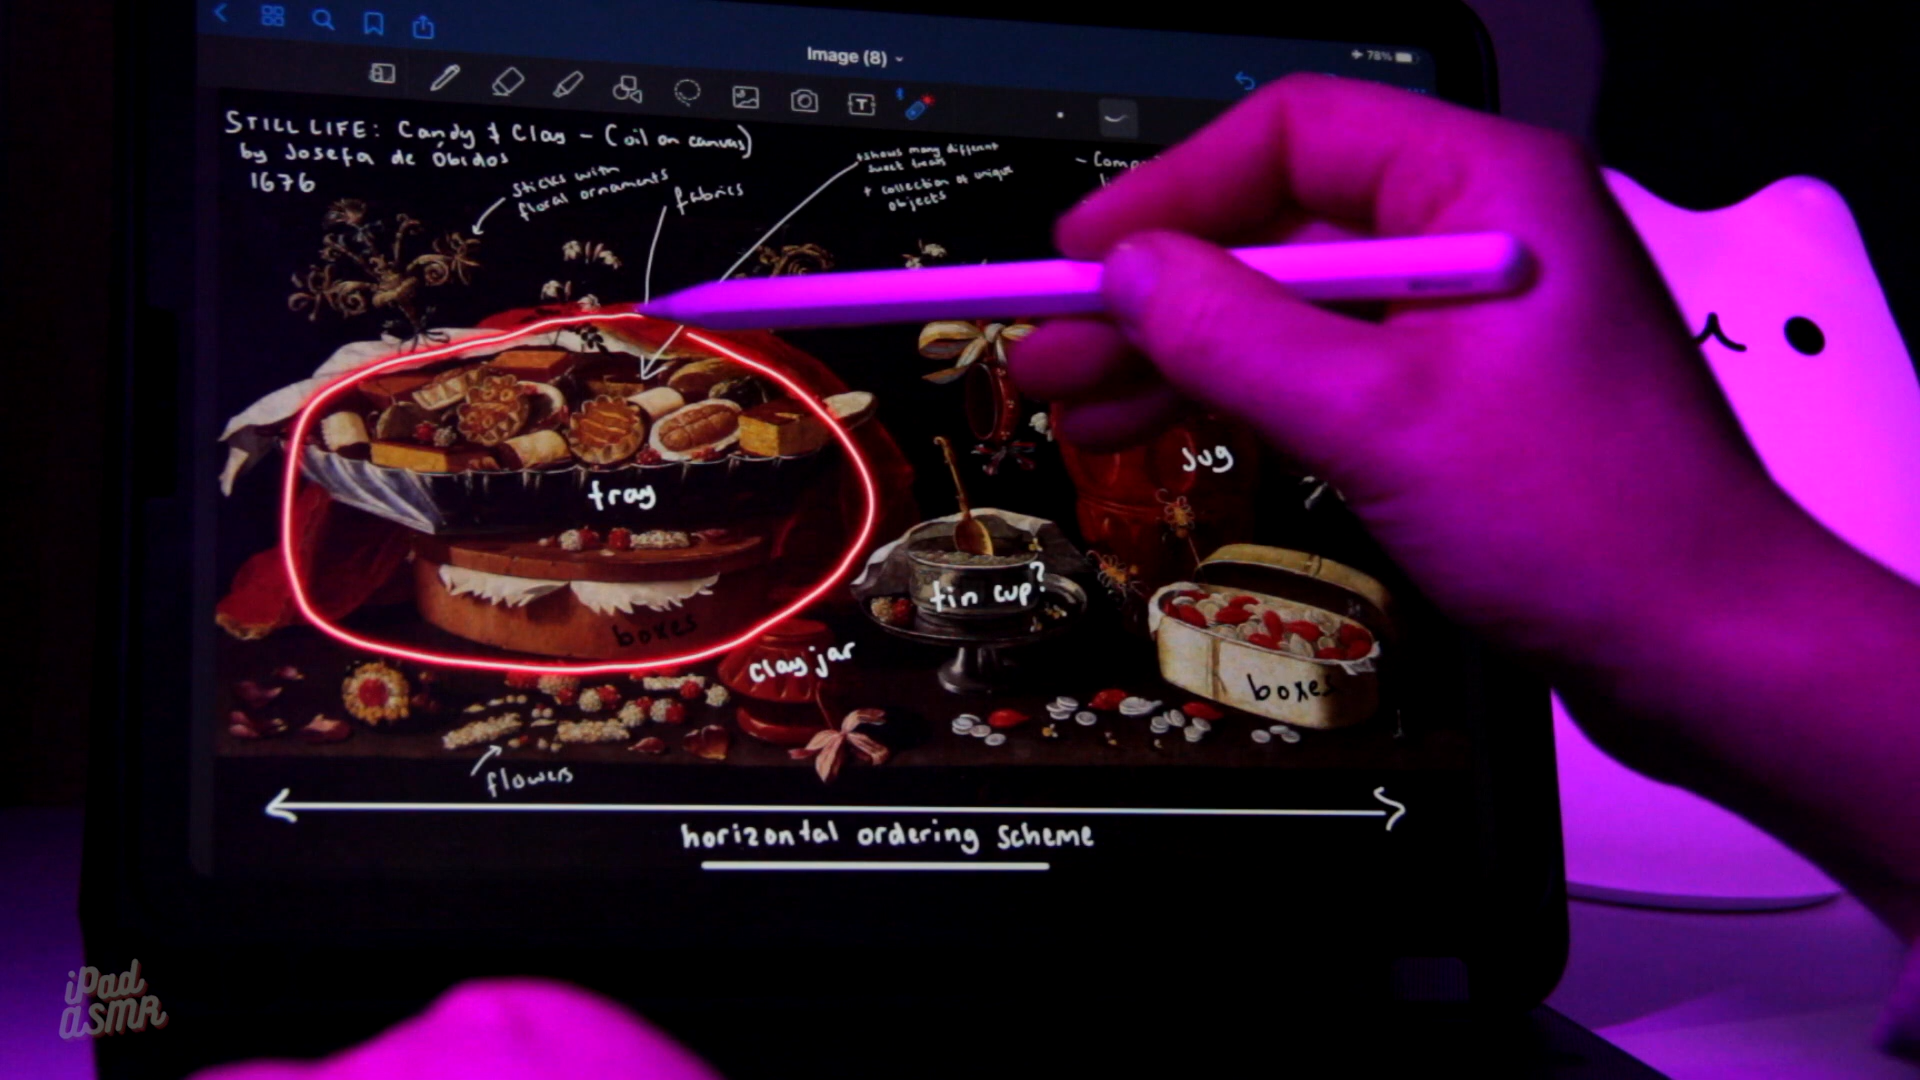 Image (8)
78%
STILL LIFE: Candy & Clay - (oil on canvas)
by Josefa de Óbidos
1676
sticks with
floral ornaments
fabrics
+ shows many different
sweet treats
+ collection of unique
objects
- Comp
jug
tray
tin cup?
boxes
clay jar
boxes
flowers
horizontal ordering scheme
iPad
ASMR